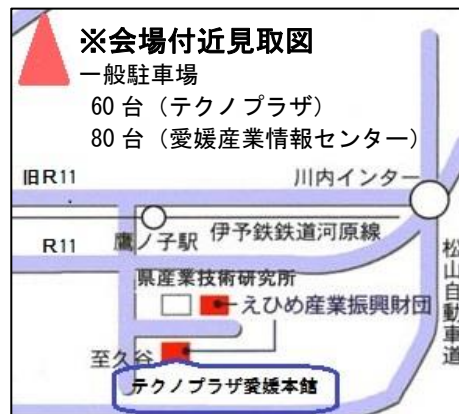 ※会場付近見取図
一般駐車場
60台（テクノプラザ）
80台（愛媛産業情報センター）
旧R11
川内インター
鷹ノ子駅
伊予鉄鉄道河原線
R11
松山自動車道
県産業技術研究所
えひめ産業振興財団
至久谷
テクノプラザ愛媛本館